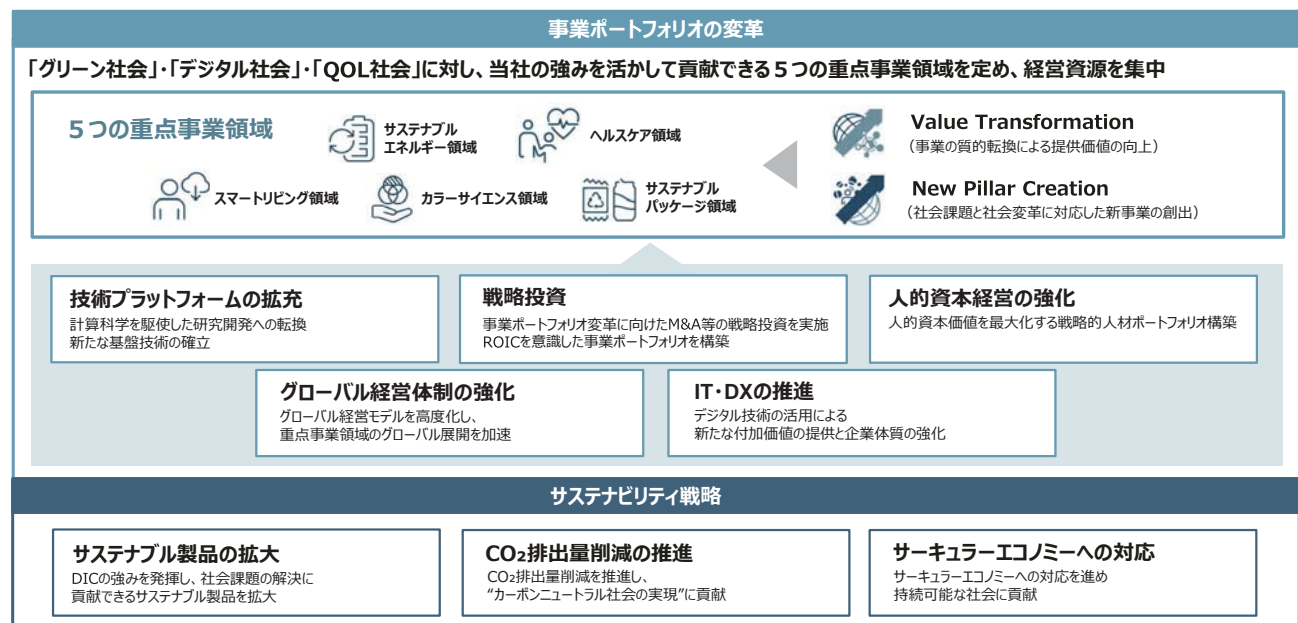 事業ポートフォリオの変革
「グリーン社会」・「デジタル社会」・「QOL社会」に対し、当社の強みを活かして貢献できる５つの重点事業領域を定め、経営資源を集中
５つの重点事業領域
サステナブル
エネルギー領域
ヘルスケア領域
スマートリビング領域
カラーサイエンス領域
サステナブル
パッケージ領域
Value Transformation
（事業の質的転換による提供価値の向上）
New Pillar Creation
（社会課題と社会変革に対応した新事業の創出）
技術プラットフォームの拡充
計算科学を駆使した研究開発への転換
新たな基盤技術の確立
戦略投資
事業ポートフォリオ変革に向けたM&A等の戦略投資を実施
ROICを意識した事業ポートフォリオを構築
人的資本経営の強化
人的資本価値を最大化する戦略的人材ポートフォリオ構築
グローバル経営体制の強化
グローバル経営モデルを高度化し、
重点事業領域のグローバル展開を加速
IT・DXの推進
デジタル技術の活用による
新たな付加価値の提供と企業体質の強化
サステナビリティ戦略
サステナブル製品の拡大
DICの強みを発揮し、社会課題の解決に
貢献できるサステナブル製品を拡大
CO₂排出量削減の推進
CO₂排出量削減を推進し、
“カーボンニュートラル社会の実現”に貢献
サーキュラーエコノミーへの対応
サーキュラーエコノミーへの対応を進め
持続可能な社会に貢献